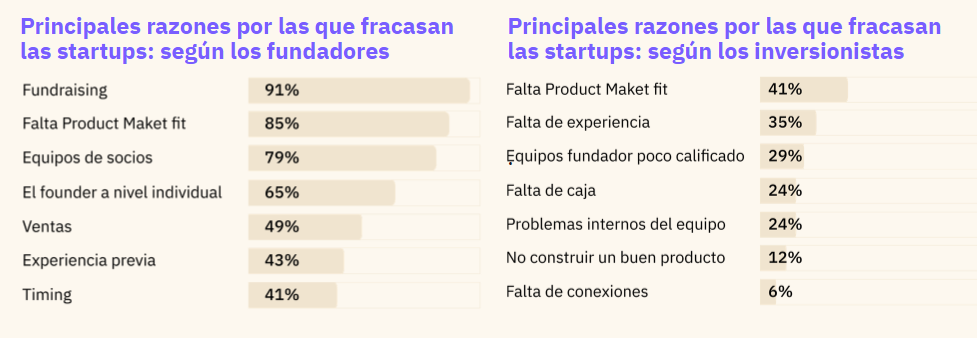 Principales razones por las que fracasan
las startups: según los fundadores
Fundraising 91%
Falta Product Maket fit 85%
Equipos de socios 79%
El founder a nivel individual 65%
Ventas 49%
Experiencia previa 43%
Timing 41%
Principales razones por las que fracasan
las startups: según los inversionistas
Falta Product Maket fit 41%
Falta de experiencia 35%
Equipos fundador poco calificado 29%
Falta de caja 24%
Problemas internos del equipo 24%
No construir un buen producto 12%
Falta de conexiones 6%